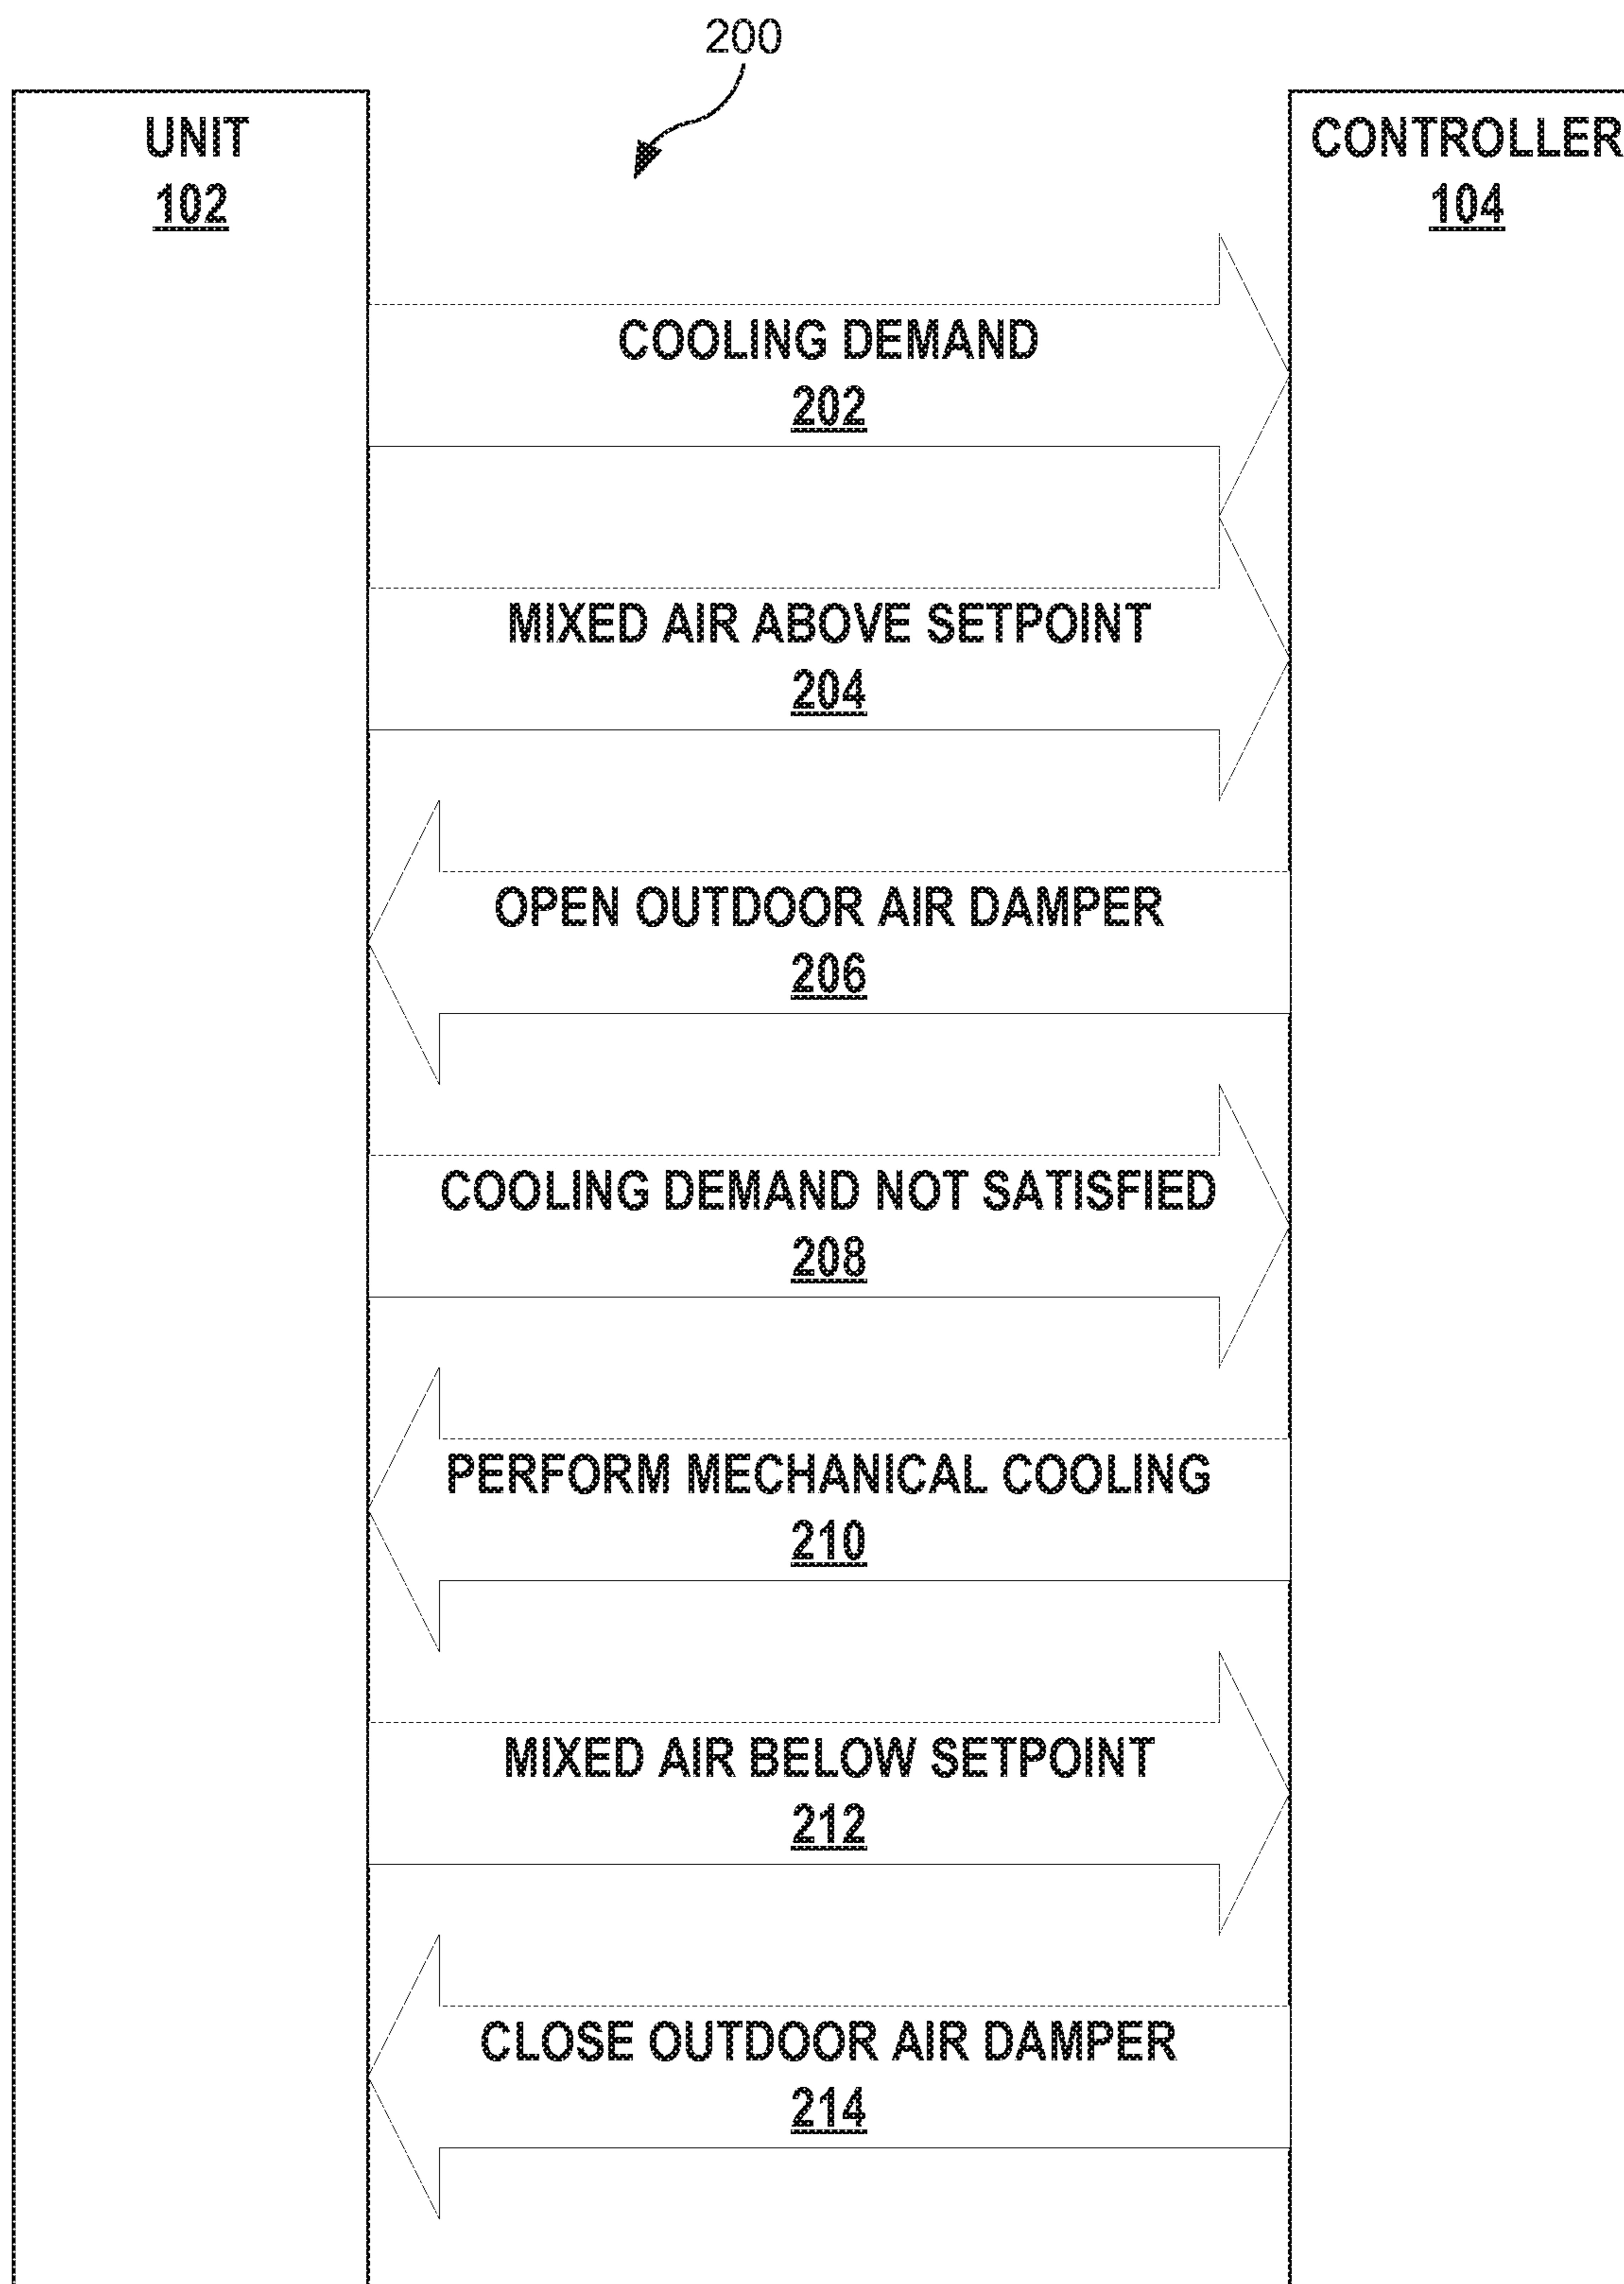 200
UNIT
102
CONTROLLER
104
COOLING DEMAND
202
MIXED AIR ABOVE SETPOINT
204
OPEN OUTDOOR AIR DAMPER
206
COOLING DEMAND NOT SATISFIED
208
PERFORM MECHANICAL COOLING
210
MIXED AIR BELOW SETPOINT
212
CLOSE OUTDOOR AIR DAMPER
214